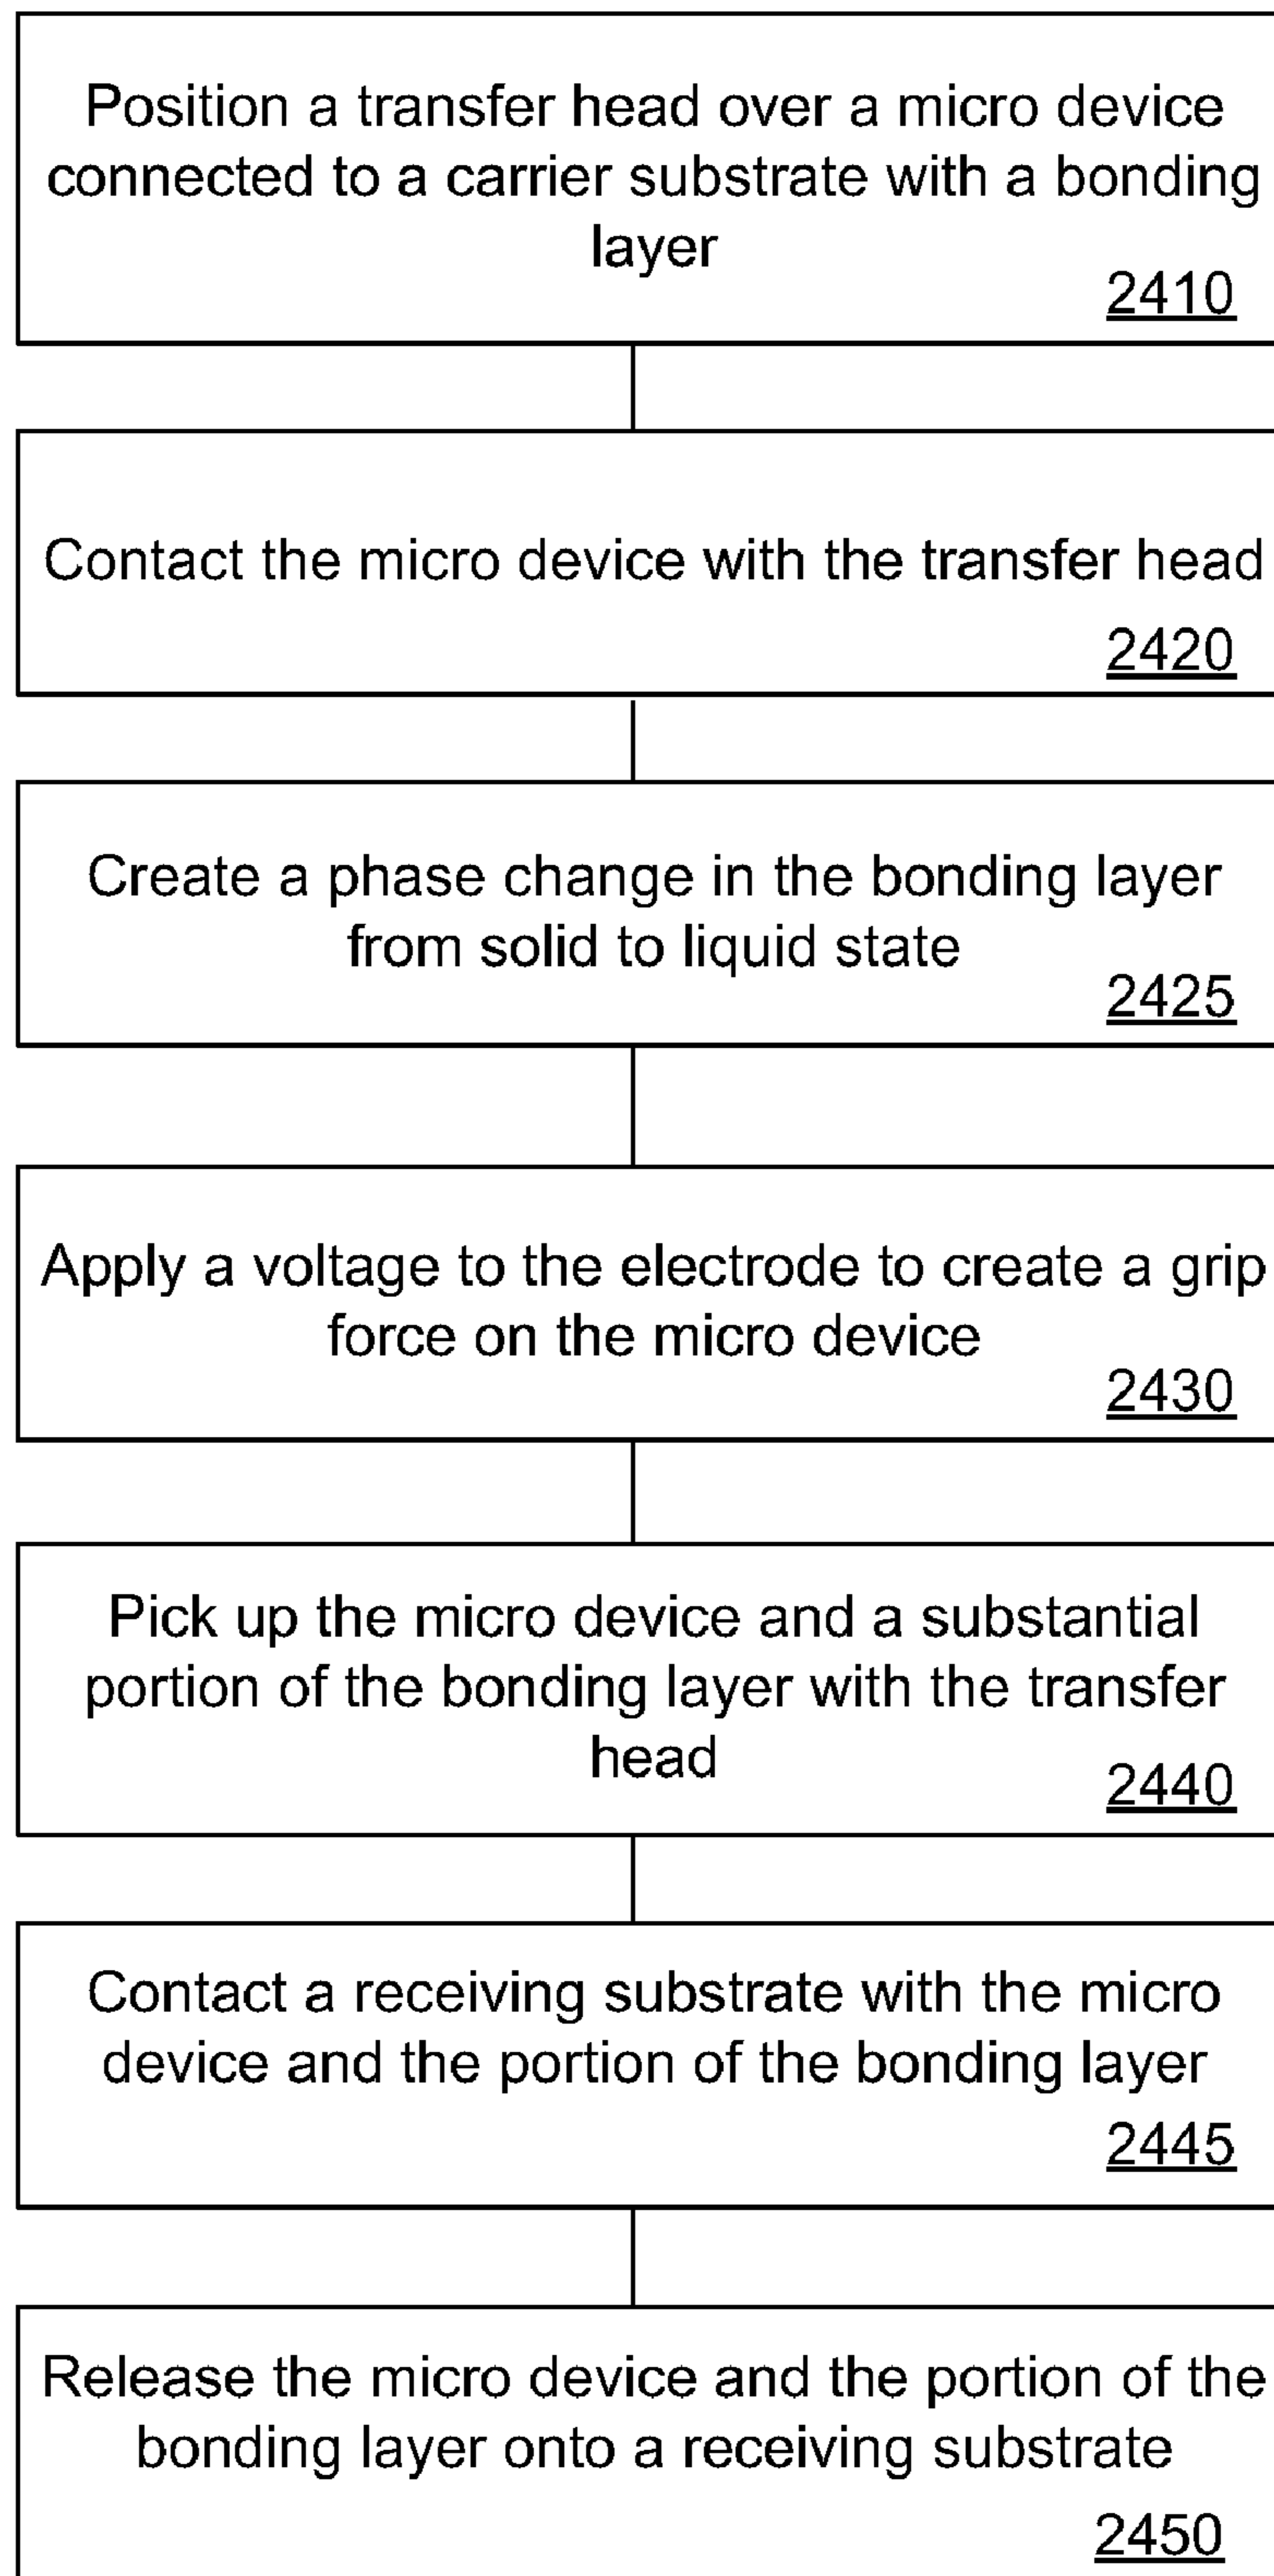 Position a transfer head over a micro device
connected to a carrier substrate with a bonding
layer
2410
Contact the micro device with the transfer head
2420
Create a phase change in the bonding layer
from solid to liquid state
2425
Apply a voltage to the electrode to create a grip
force on the micro device
2430
Pick up the micro device and a substantial
portion of the bonding layer with the transfer
head
2440
Contact a receiving substrate with the micro
device and the portion of the bonding layer
2445
Release the micro device and the portion of the
bonding layer onto a receiving substrate
2450